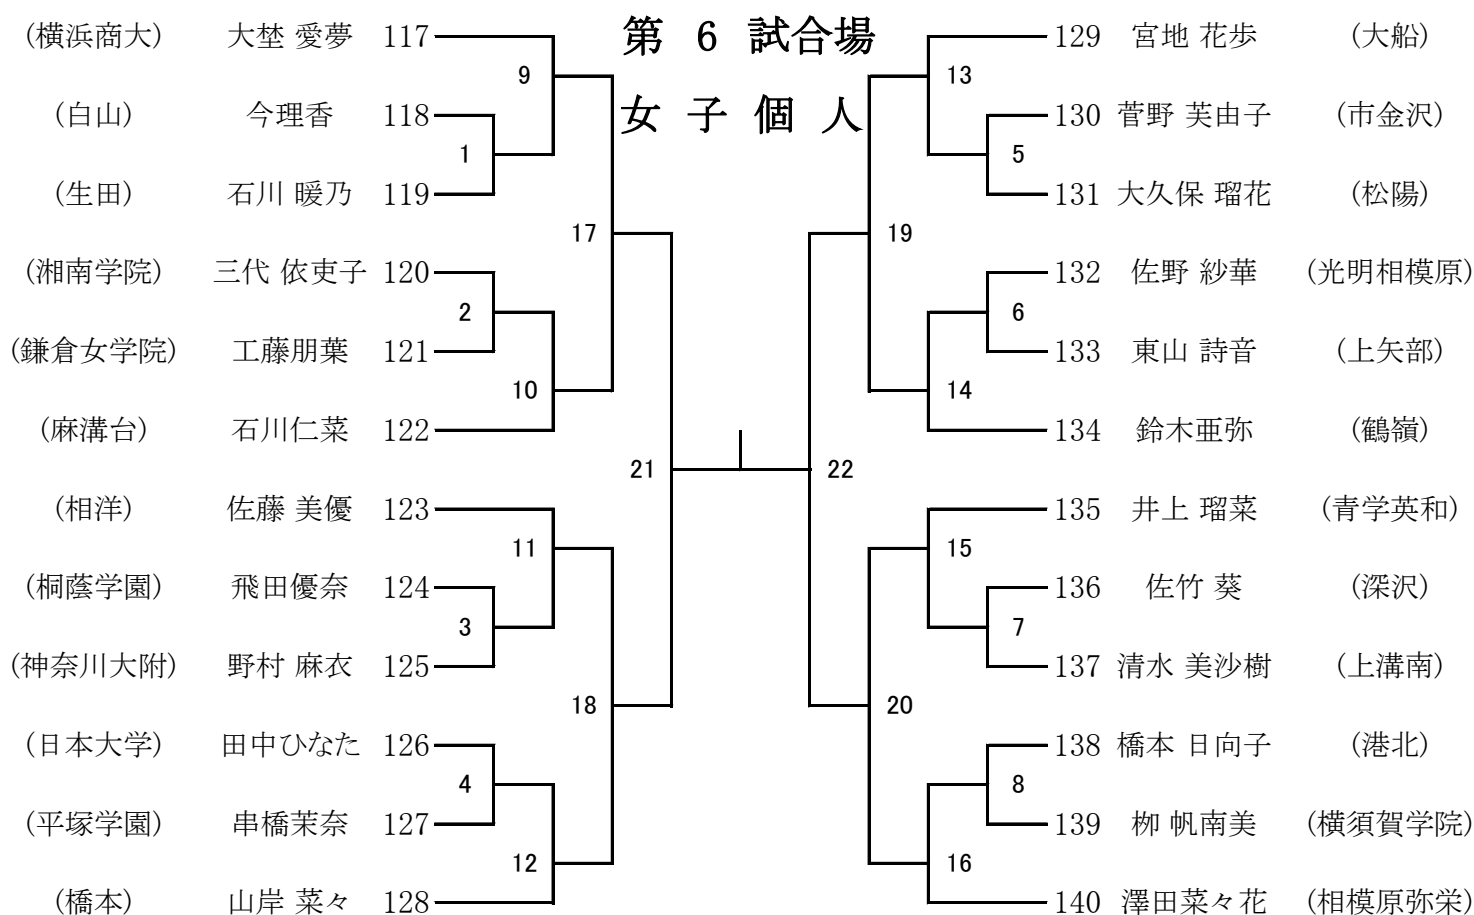 第 6 試合場
女 子 個 人
(横浜商大) 大埜 愛夢 117
9
(白山) 今理香 118
1
(生田) 石川 暖乃 119
17
(湘南学院) 三代 依吏子 120
2
(鎌倉女学院) 工藤朋葉 121
10
(麻溝台) 石川仁菜 122
21
(相洋) 佐藤 美優 123
11
(桐蔭学園) 飛田優奈 124
3
(神奈川大附) 野村 麻衣 125
18
(日本大学) 田中ひなた 126
4
(平塚学園) 串橋茉奈 127
12
(橋本) 山岸 菜々 128
129 宮地 花歩 (大船)
13
130 菅野 芙由子 (市金沢)
5
131 大久保 瑠花 (松陽)
19
132 佐野 紗華 (光明相模原)
6
133 東山 詩音 (上矢部)
14
134 鈴木亜弥 (鶴嶺)
22
135 井上 瑠菜 (青学英和)
15
136 佐竹 葵 (深沢)
7
137 清水 美沙樹 (上溝南)
20
138 橋本 日向子 (港北)
8
139 栁 帆南美 (横須賀学院)
16
140 澤田菜々花 (相模原弥栄)